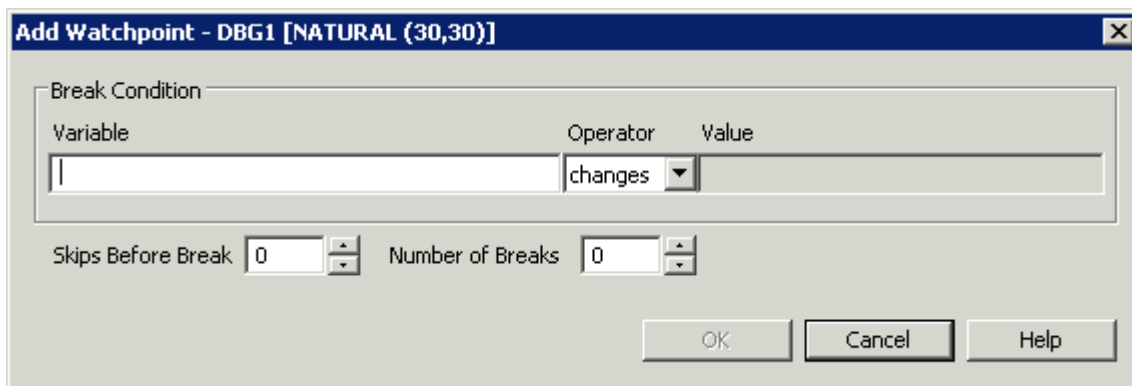 Add Watchpoint - DBG1 [NATURAL (30,30)]
Break Condition
Variable Operator Value
changes
Skips Before Break 0 Number of Breaks 0
OK Cancel Help